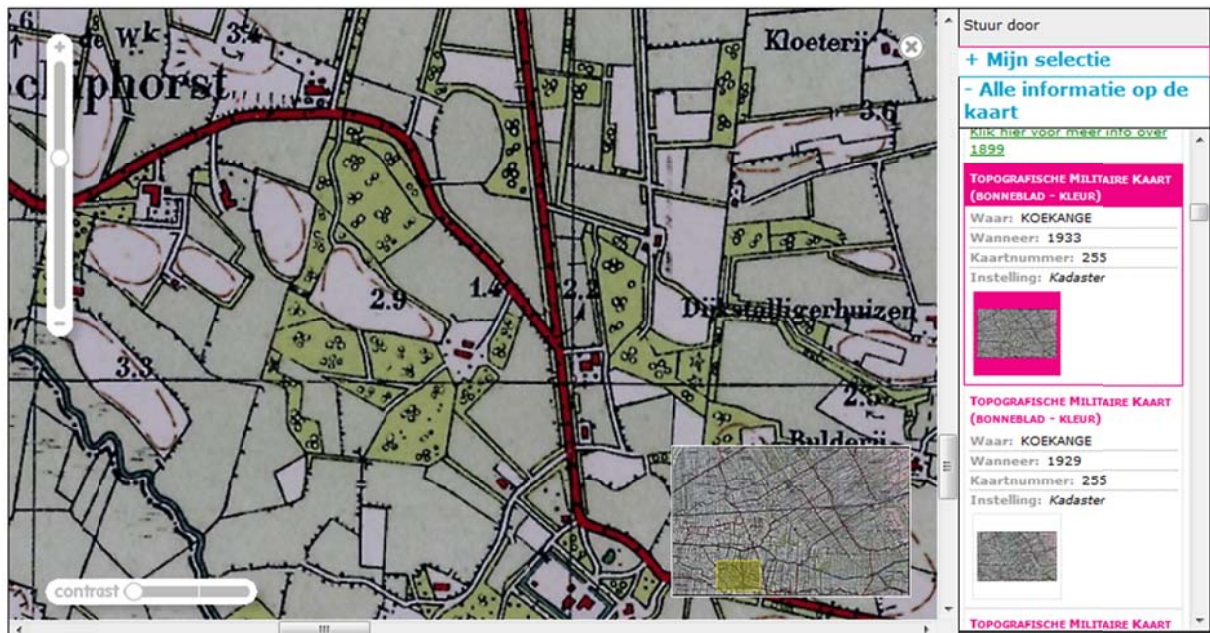 de Wk
3.4
Kloeterij
3.6
2.9
1.4
2.2
Dijkstalligerhuizen
3.3
Bulderij
contrast
Stuur door
+ Mijn selectie
- Alle informatie op de
kaart
Klik hier voor meer info over
1899
TOPOGRAFISCHE MILITAIRE KAART
(BONNEBLAD - KLEUR)
Waar: KOEKANGE
Wanneer: 1933
Kaartnummer: 255
Instelling: Kadaster
TOPOGRAFISCHE MILITAIRE KAART
(BONNEBLAD - KLEUR)
Waar: KOEKANGE
Wanneer: 1929
Kaartnummer: 255
Instelling: Kadaster
TOPOGRAFISCHE MILITAIRE KAART